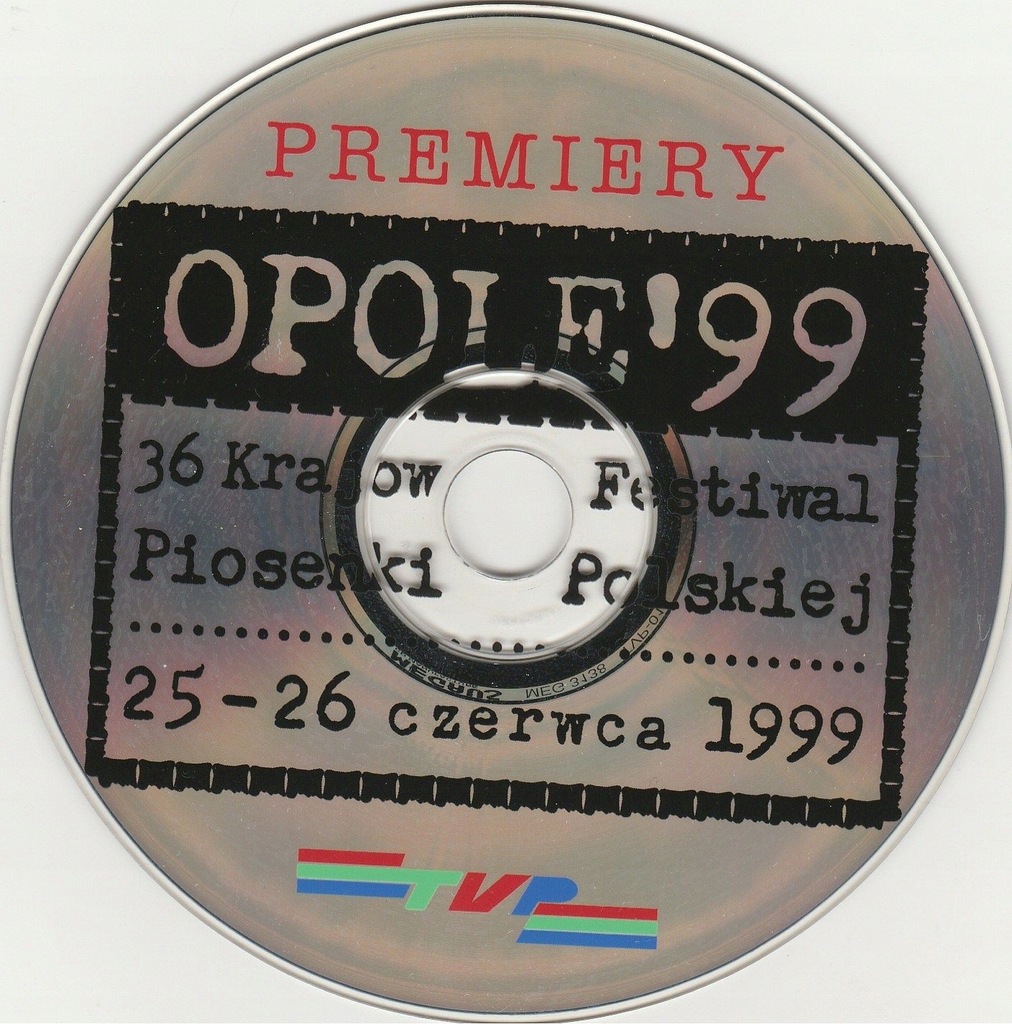 PREMIERY
OPOLE'99
36 Krajow Festiwal
Piosenki Polskiej
25-26 czerwca 1999
MEG 3138
TVP